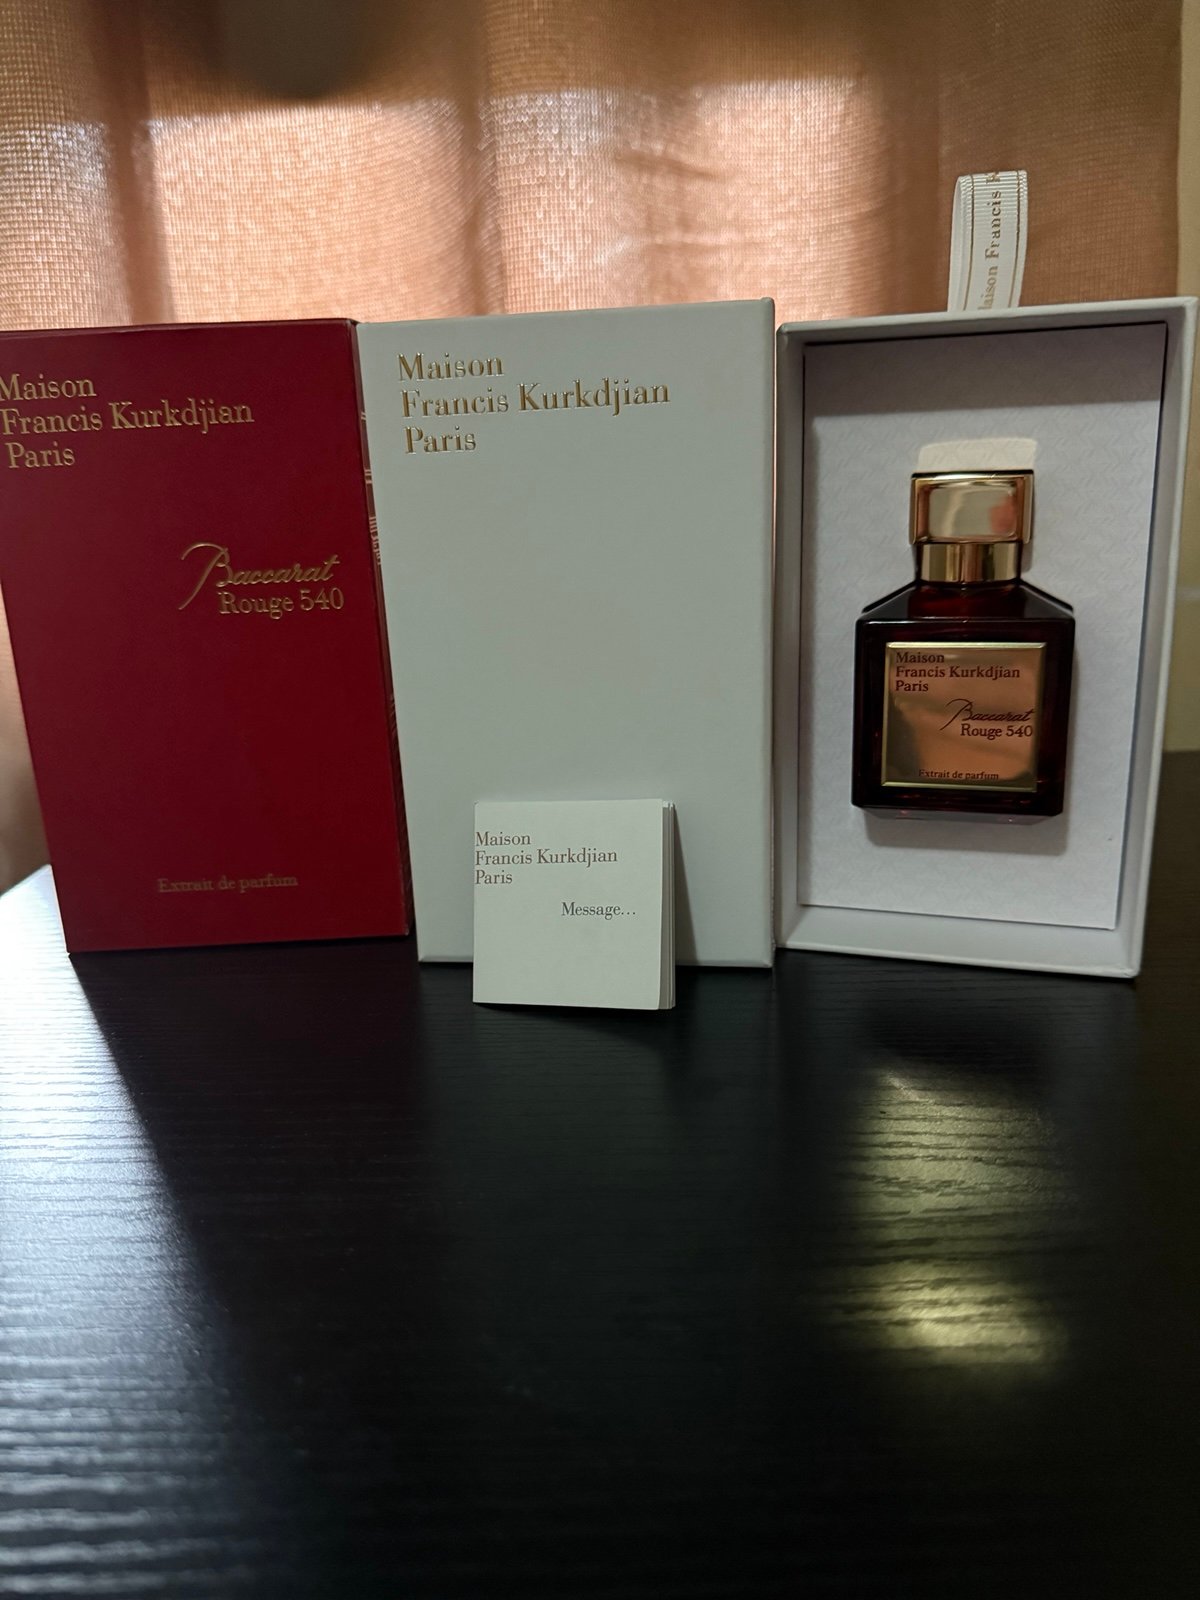 Maison
Francis Kurkdjian
Paris
Baccarat
Rouge 540
Extrait de parfum
Maison
Francis Kurkdjian
Paris
Maison
Francis Kurkdjian
Paris
Message...
Maison Francis
Maison
Francis Kurkdjian
Paris
Baccarat
Rouge 540
Extrait de parfum